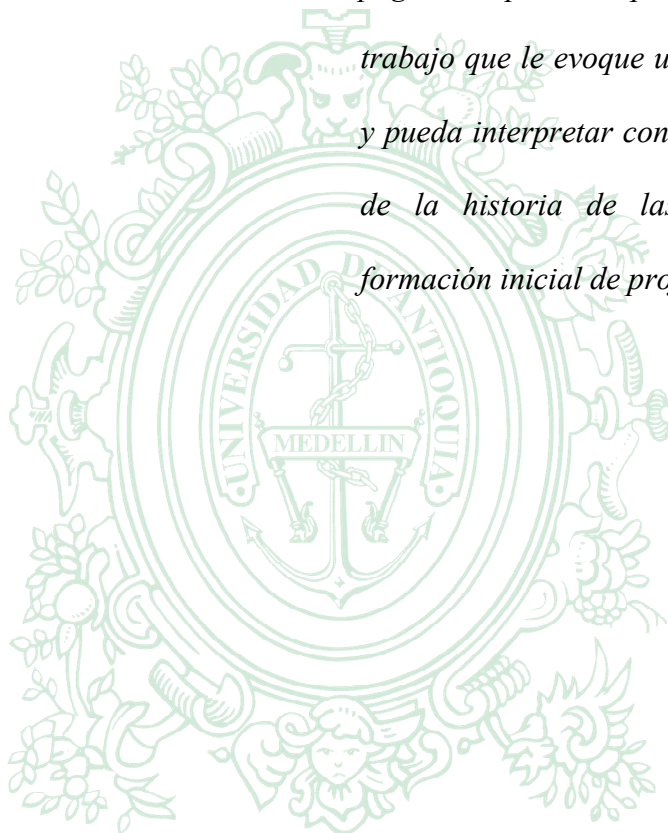 trabajo que le evoque u
y pueda interpretar con
de la historia de las
formación inicial de pro
UNIVERSIDAD DE ANTIOQUIA
MEDELLIN